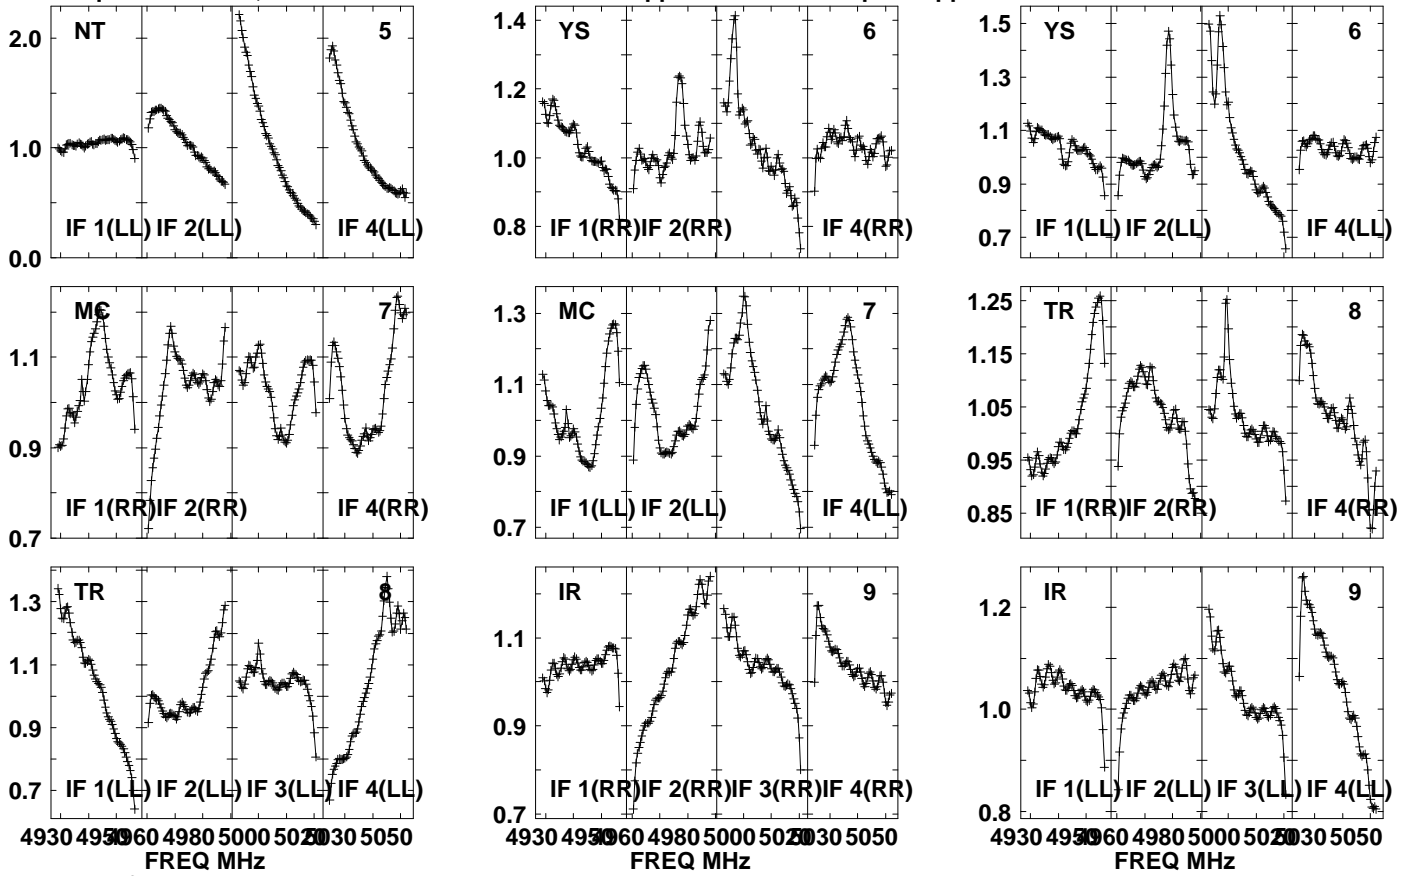 NT 5
2.0
1.0
0.0
IF 1(LL) IF 2(LL) IF 4(LL)
YS 6
1.4
1.2
1.0
0.8
IF 1(RR) IF 2(RR) IF 4(RR)
YS 6
1.5
1.3
1.1
0.9
0.7
IF 1(LL) IF 2(LL) IF 4(LL)
MC 7
1.1
0.9
0.7
IF 1(RR) IF 2(RR) IF 4(RR)
MC 7
1.3
1.1
0.9
0.7
IF 1(LL) IF 2(LL) IF 4(LL)
TR 8
1.25
1.15
1.05
0.95
0.85
IF 1(RR) IF 2(RR) IF 4(RR)
TR 8
1.3
1.1
0.9
0.7
IF 1(LL) IF 2(LL) IF 3(LL) IF 4(LL)
4930 4950 4960 4980 5000 5020 5030 5050
FREQ MHz
IR 9
1.1
0.9
0.7
IF 1(RR) IF 2(RR) IF 3(RR) IF 4(RR)
4930 4950 4960 4980 5000 5020 5030 5050
FREQ MHz
IR 9
1.2
1.0
0.8
IF 1(LL) IF 2(LL) IF 3(LL) IF 4(LL)
4930 4950 4960 4980 5000 5020 5030 5050
FREQ MHz